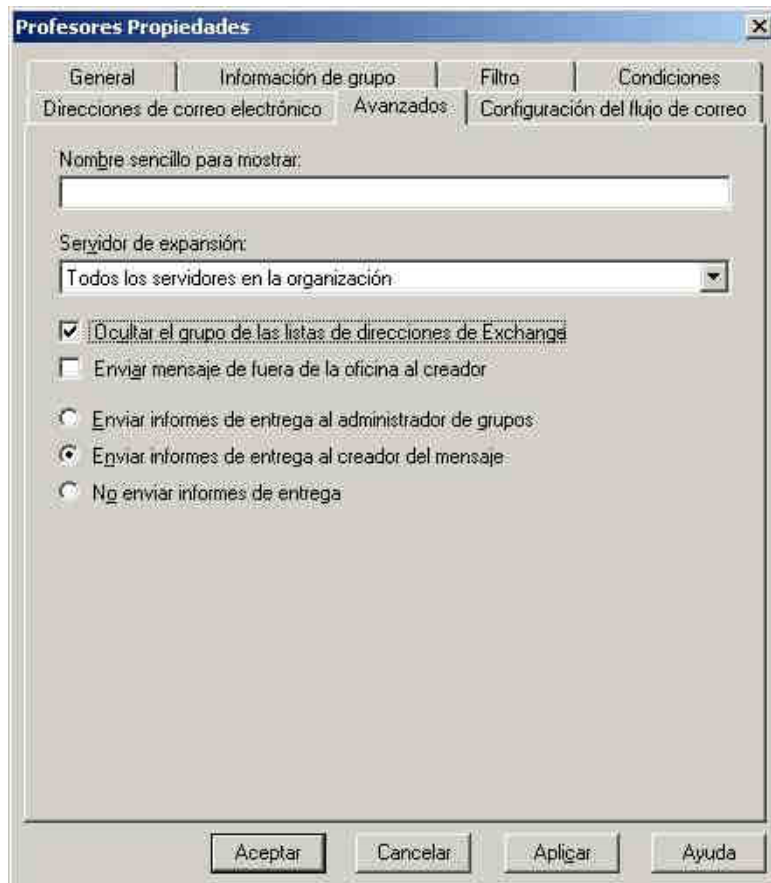 Profesores Propiedades
General Información de grupo Filtro Condiciones
Direcciones de correo electrónico Avanzados Configuración del flujo de correo
Nombre sencillo para mostrar:
Servidor de expansión:
Todos los servidores en la organización
Ocultar el grupo de las listas de direcciones de Exchange
Enviar mensaje de fuera de la oficina al creador
Enviar informes de entrega al administrador de grupos
Enviar informes de entrega al creador del mensaje
No enviar informes de entrega
Aceptar Cancelar Aplicar Ayuda